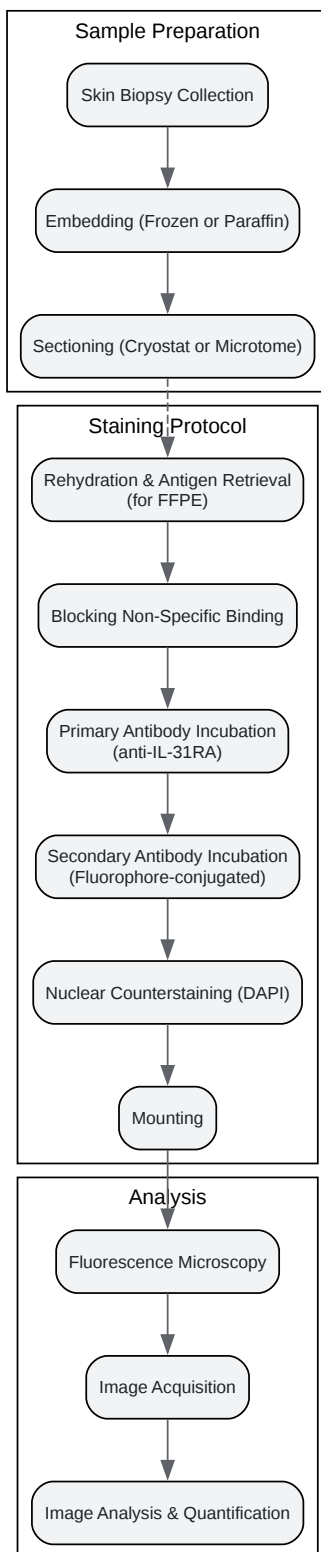 Sample Preparation
Skin Biopsy Collection
Embedding (Frozen or Paraffin)
Sectioning (Cryostat or Microtome)
Staining Protocol
Rehydration & Antigen Retrieval
(for FFPE)
Blocking Non-Specific Binding
Primary Antibody Incubation
(anti-IL-31RA)
Secondary Antibody Incubation
(Fluorophore-conjugated)
Nuclear Counterstaining (DAPI)
Mounting
Analysis
Fluorescence Microscopy
Image Acquisition
Image Analysis & Quantification